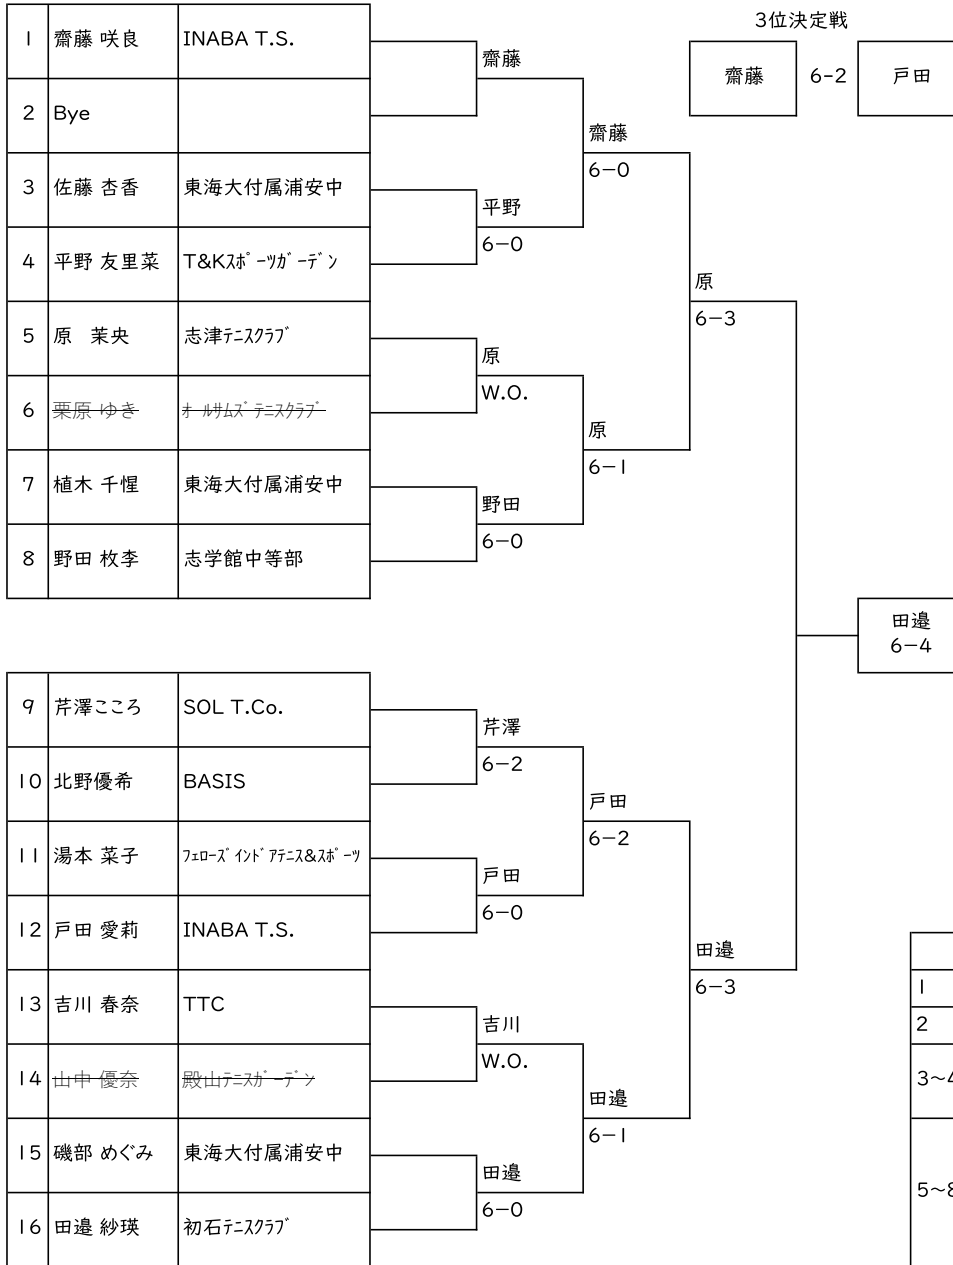 3位決定戦
齋藤 6-2 戸田
1 齋藤 咲良 INABA T.S.
齋藤
2 Bye
齋藤
6-0
3 佐藤 杏香 東海大付属浦安中
平野
6-0
4 平野 友里菜 T&Kｽﾎﾟｰﾂｶﾞｰﾃﾞﾝ
原
6-3
5 原 茉央 志津ﾃﾆｽｸﾗﾌﾞ
原
W.O.
6 栗原 ゆき ｵｰﾙｻﾑｽﾞﾃﾆｽｸﾗﾌﾞ
原
6-1
7 植木 千惺 東海大付属浦安中
野田
6-0
8 野田 枚李 志学館中等部
田邉
6-4
9 芹澤こころ SOL T.Co.
芹澤
6-2
10 北野優希 BASIS
戸田
6-2
11 湯本 菜子 ﾌｪﾛｰｽﾞｲﾝﾄﾞｱﾃﾆｽ&ｽﾎﾟｰﾂ
戸田
6-0
12 戸田 愛莉 INABA T.S.
田邉
6-3
13 吉川 春奈 TTC
吉川
W.O.
14 山中 優奈 殿山ﾃﾆｽｶﾞｰﾃﾞﾝ
田邉
6-1
15 磯部 めぐみ 東海大付属浦安中
田邉
6-0
16 田邉 紗瑛 初石ﾃﾆｽｸﾗﾌﾞ
1
2
3～4
5～8